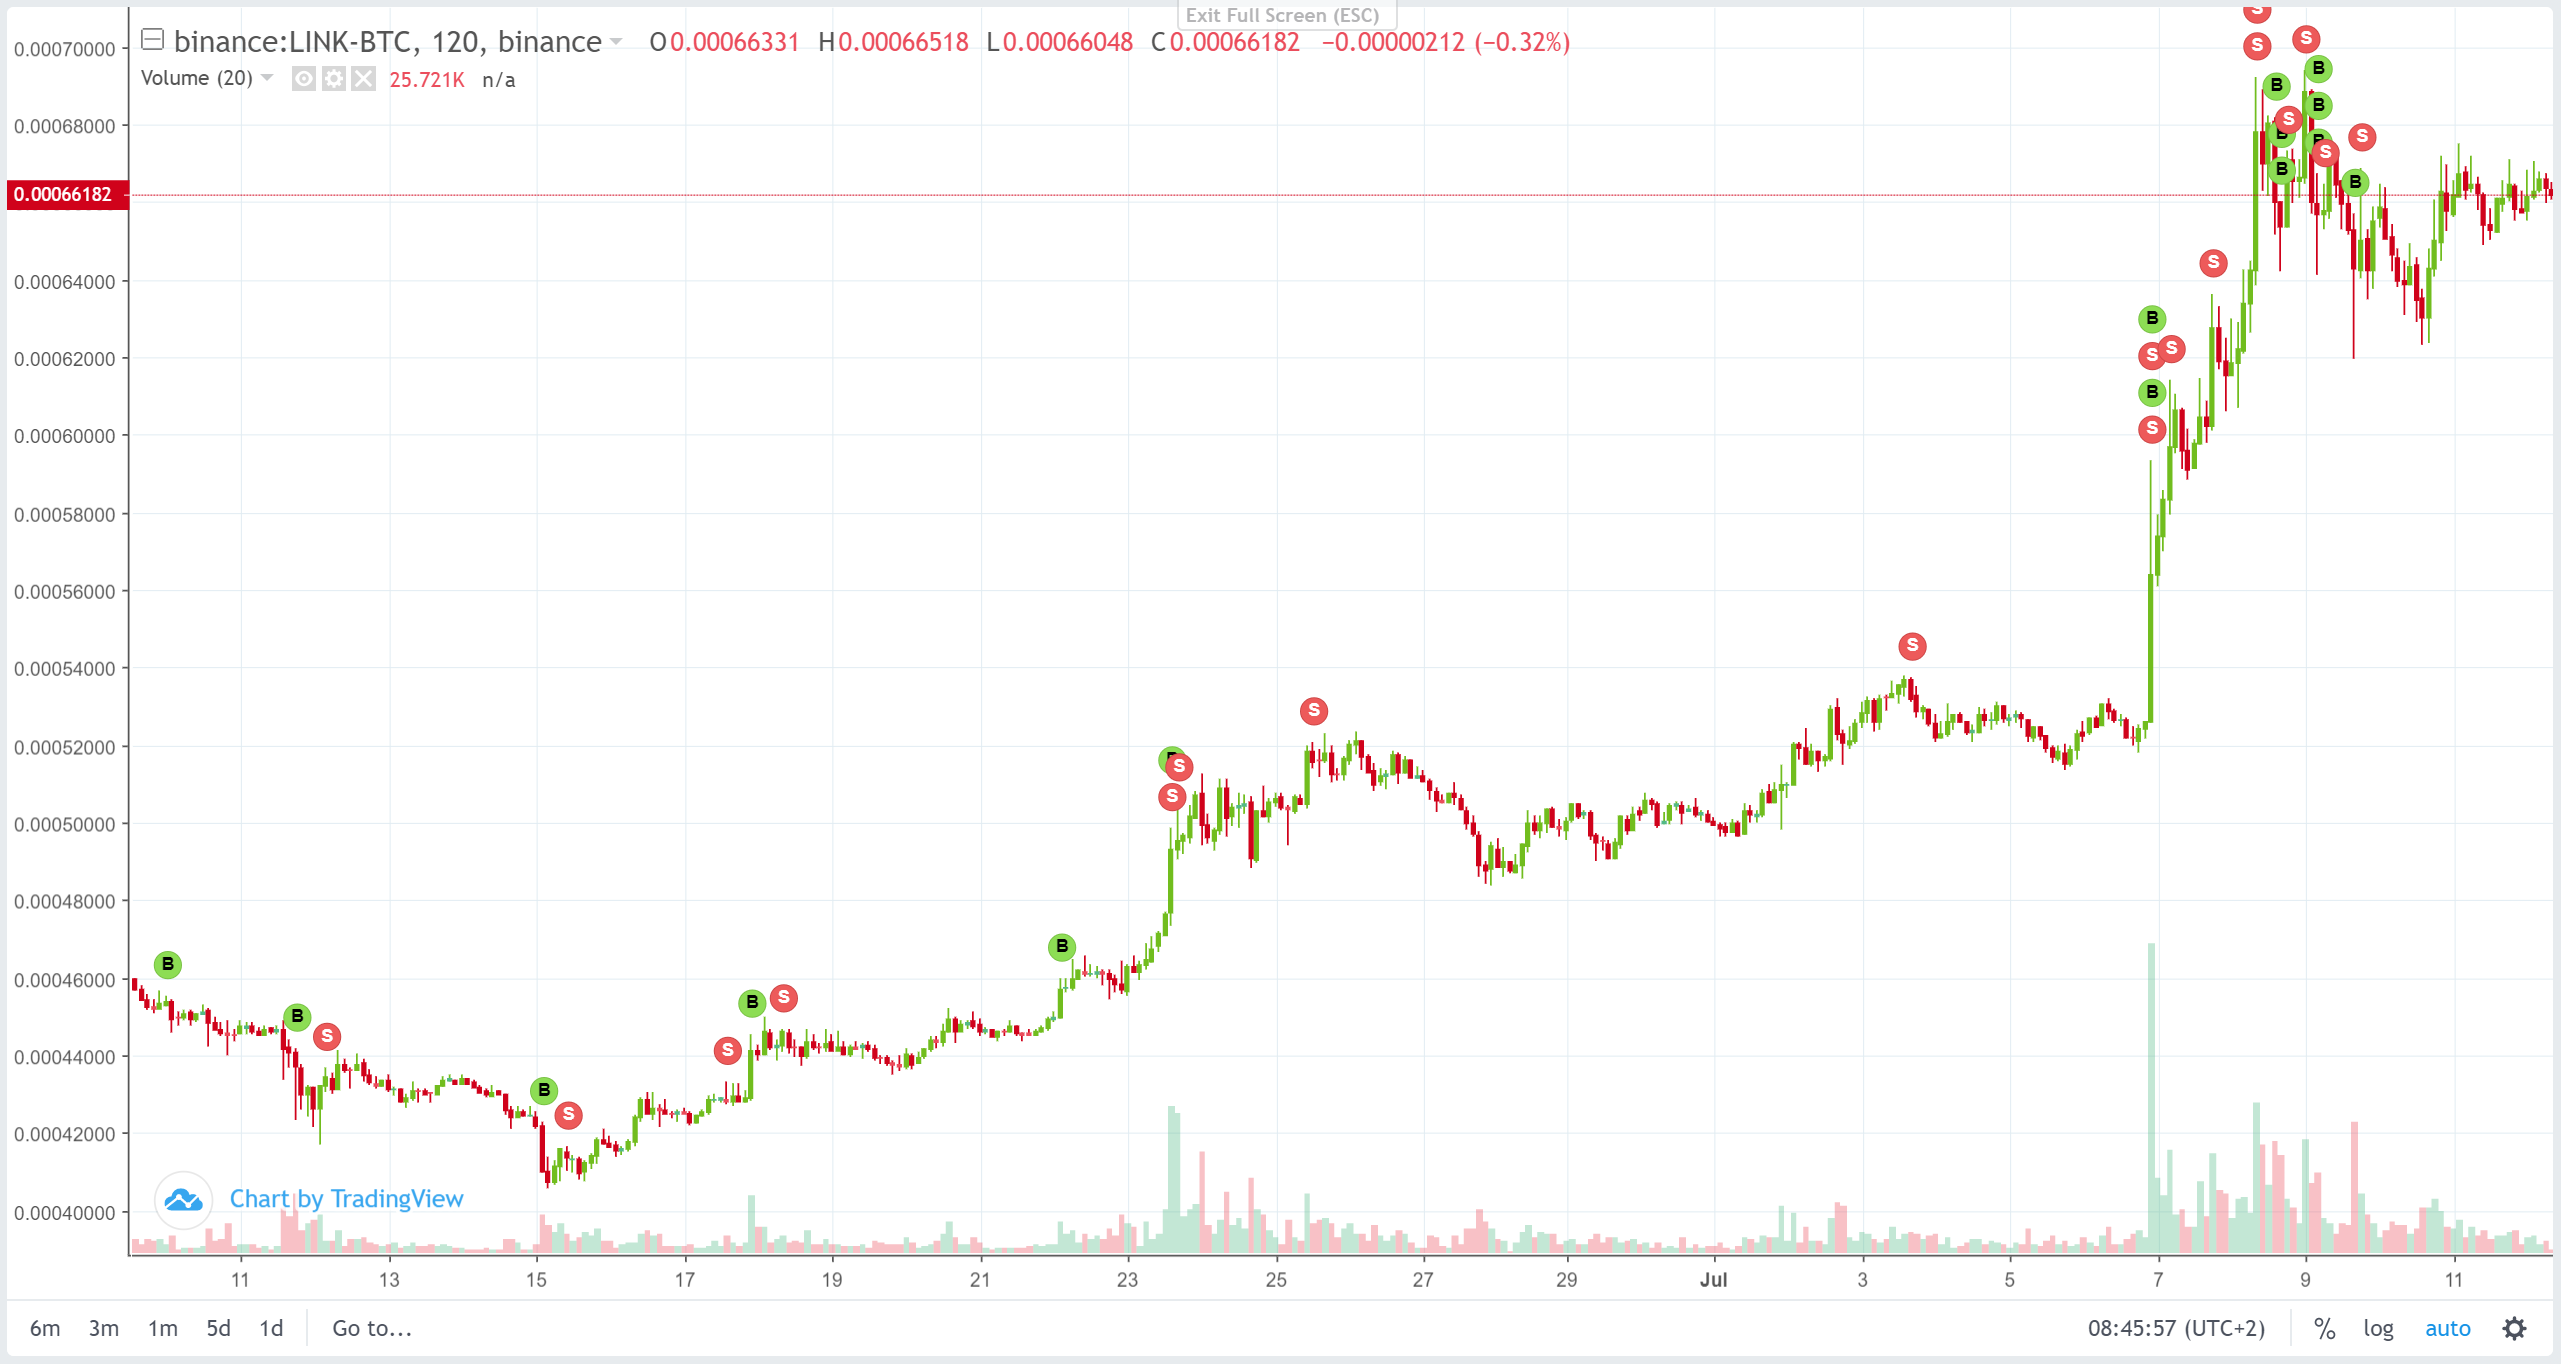 Exit Full Screen (ESC)
binance:LINK-BTC, 120, binance O0.00066331 H0.00066518 L0.00066048 C0.00066182 −0.00000212 (−0.32%)
Volume (20) 25.721K n/a
0.00070000
0.00068000
0.00066182
0.00064000
0.00062000
0.00060000
0.00058000
0.00056000
0.00054000
0.00052000
0.00050000
0.00048000
0.00046000
0.00044000
0.00042000
0.00040000
S
S
S
B
B
B
S
B
B
S
S
B
B
S
B
S
S
B
S
S
S
B
S
S
B
B
B
S
S
S
B
B
S
B
S
Chart by TradingView
11 13 15 17 19 21 23 25 27 29 Jul 3 5 7 9 11
6m 3m 1m 5d 1d Go to... 08:45:57 (UTC+2) % log auto